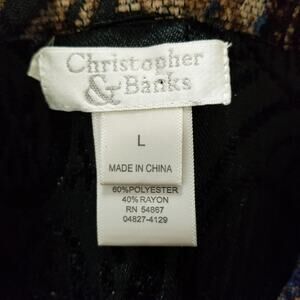 Christopher
& Banks
L
MADE IN CHINA
60%POLYESTER
40%RAYON
RN 54867
04827-4129